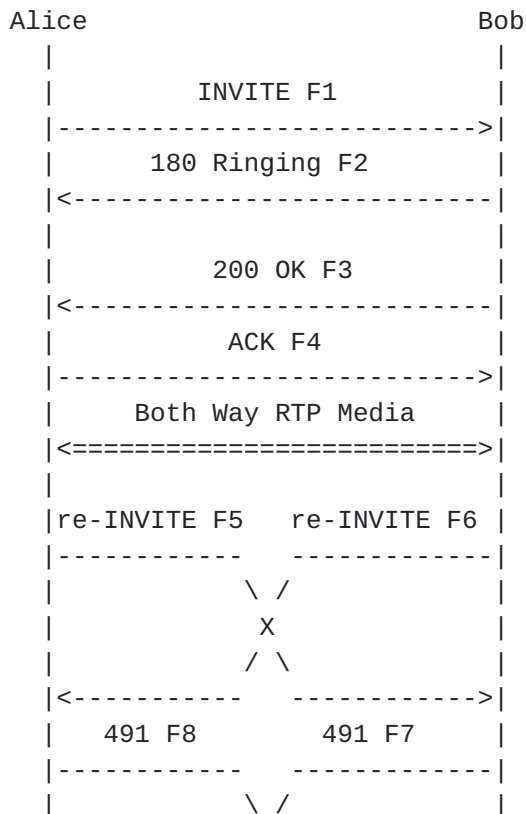 Alice                             Bob
  |                            |
  |         INVITE F1          |
  |--------------------------->|
  |      180 Ringing F2        |
  |<---------------------------|
  |                            |
  |          200 OK F3         |
  |<---------------------------|
  |           ACK F4           |
  |--------------------------->|
  |     Both Way RTP Media     |
  |<==========================>|
  |                            |
  |re-INVITE F5   re-INVITE F6 |
  |------------   -------------|
  |            \ /             |
  |             X              |
  |            / \             |
  |<-----------   ------------>|
  |   491 F8        491 F7     |
  |------------   -------------|
  |            \ /             |